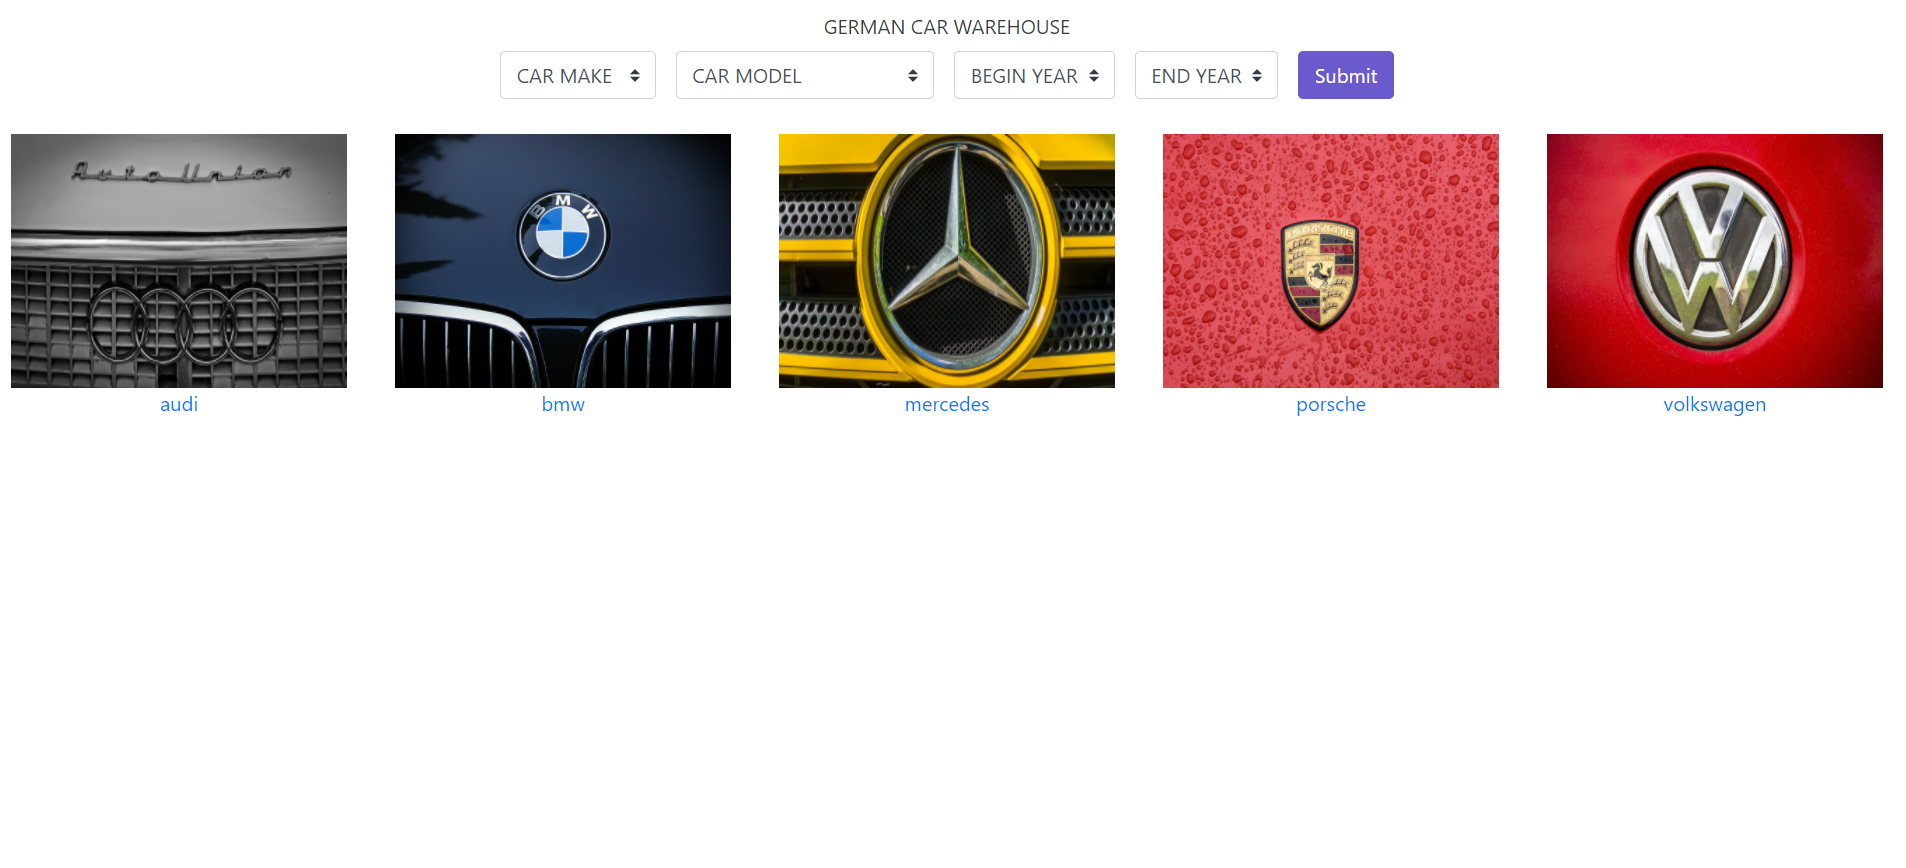 GERMAN CAR WAREHOUSE
CAR MAKE CAR MODEL BEGIN YEAR END YEAR Submit
Auto Union
BMW
PORSCHE
audi bmw mercedes porsche volkswagen